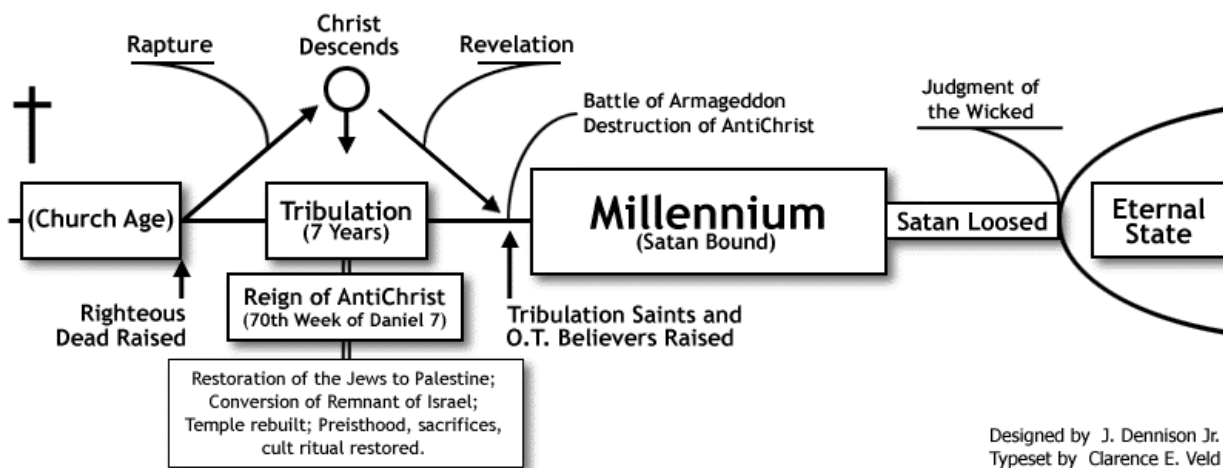 Christ
Descends
Rapture
Revelation
Battle of Armageddon
Destruction of AntiChrist
Judgment of
the Wicked
(Church Age)
Tribulation
(7 Years)
Millennium
(Satan Bound)
Satan Loosed
Eternal
State
Righteous
Dead Raised
Reign of AntiChrist
(70th Week of Daniel 7)
Tribulation Saints and
O.T. Believers Raised
Restoration of the Jews to Palestine;
Conversion of Remnant of Israel;
Temple rebuilt; Preisthood, sacrifices,
cult ritual restored.
Designed by J. Dennison Jr.
Typeset by Clarence E. Veld